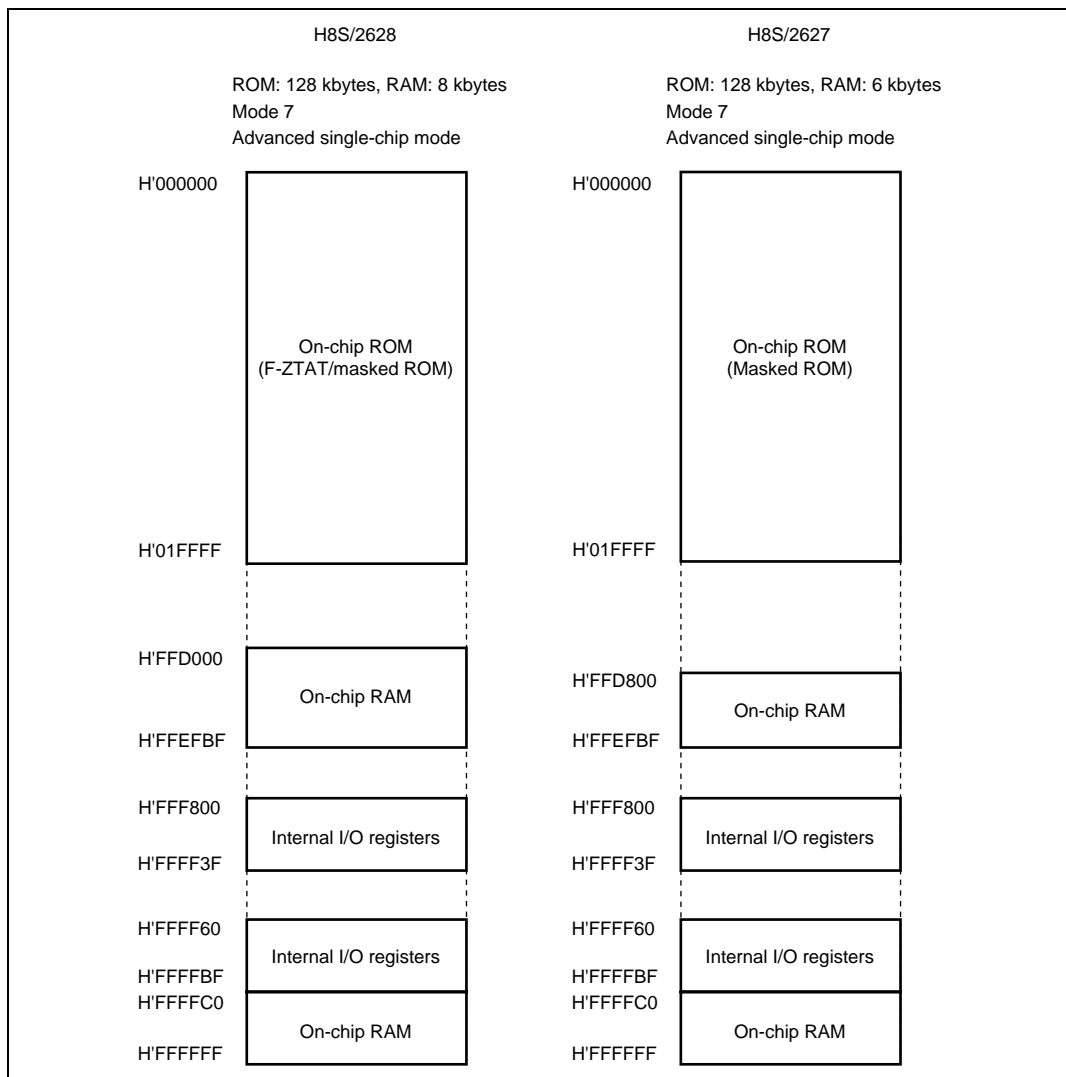 H8S/2628
ROM: 128 kbytes, RAM: 8 kbytes
Mode 7
Advanced single-chip mode
H'000000
On-chip ROM
(F-ZTAT/masked ROM)
H'01FFFF
H'FFD000
On-chip RAM
H'FFEFBF
H'FFF800
Internal I/O registers
H'FFFF3F
H'FFFF60
Internal I/O registers
H'FFFFBF
H'FFFFC0
On-chip RAM
H'FFFFFF
H8S/2627
ROM: 128 kbytes, RAM: 6 kbytes
Mode 7
Advanced single-chip mode
H'000000
On-chip ROM
(Masked ROM)
H'01FFFF
H'FFD800
On-chip RAM
H'FFEFBF
H'FFF800
Internal I/O registers
H'FFFF3F
H'FFFF60
Internal I/O registers
H'FFFFBF
H'FFFFC0
On-chip RAM
H'FFFFFF